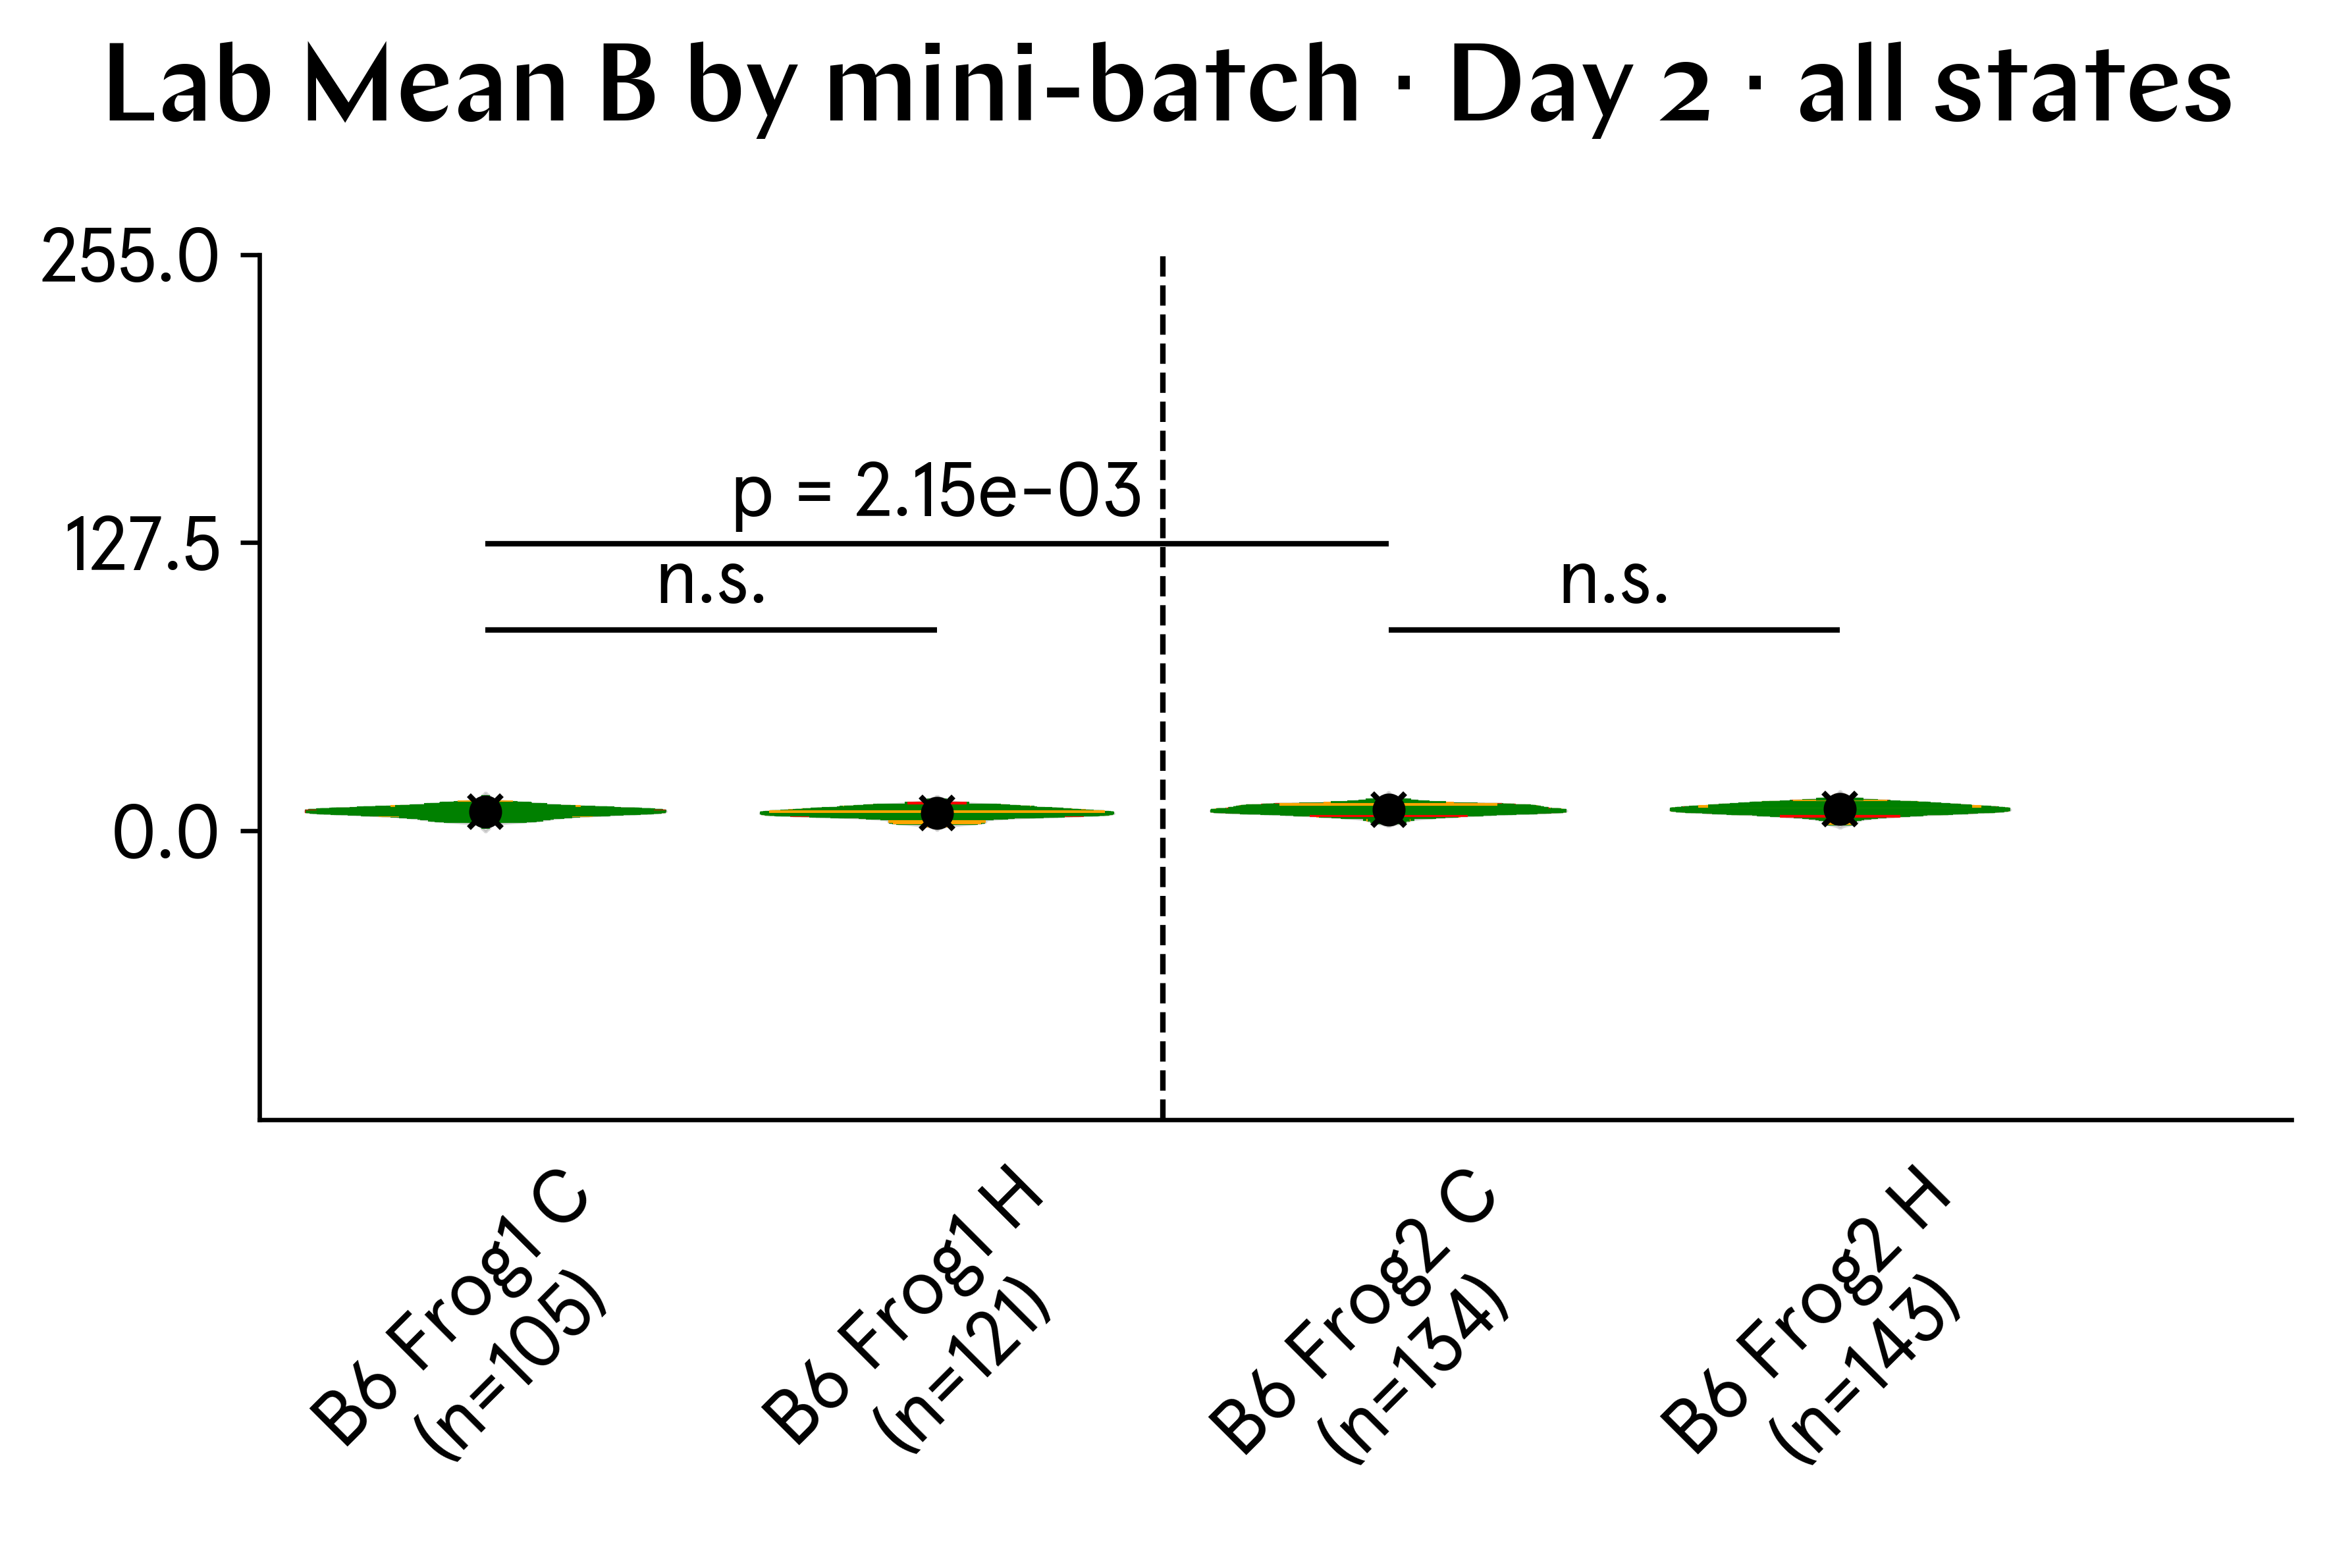 Lab Mean B by mini-batch · Day 2 · all states
255.0
127.5
0.0
p = 2.15e−03
n.s.
n.s.
B6 Frog1 C
(n=105)
B6 Frog1 H
(n=121)
B6 Frog2 C
(n=134)
B6 Frog2 H
(n=143)